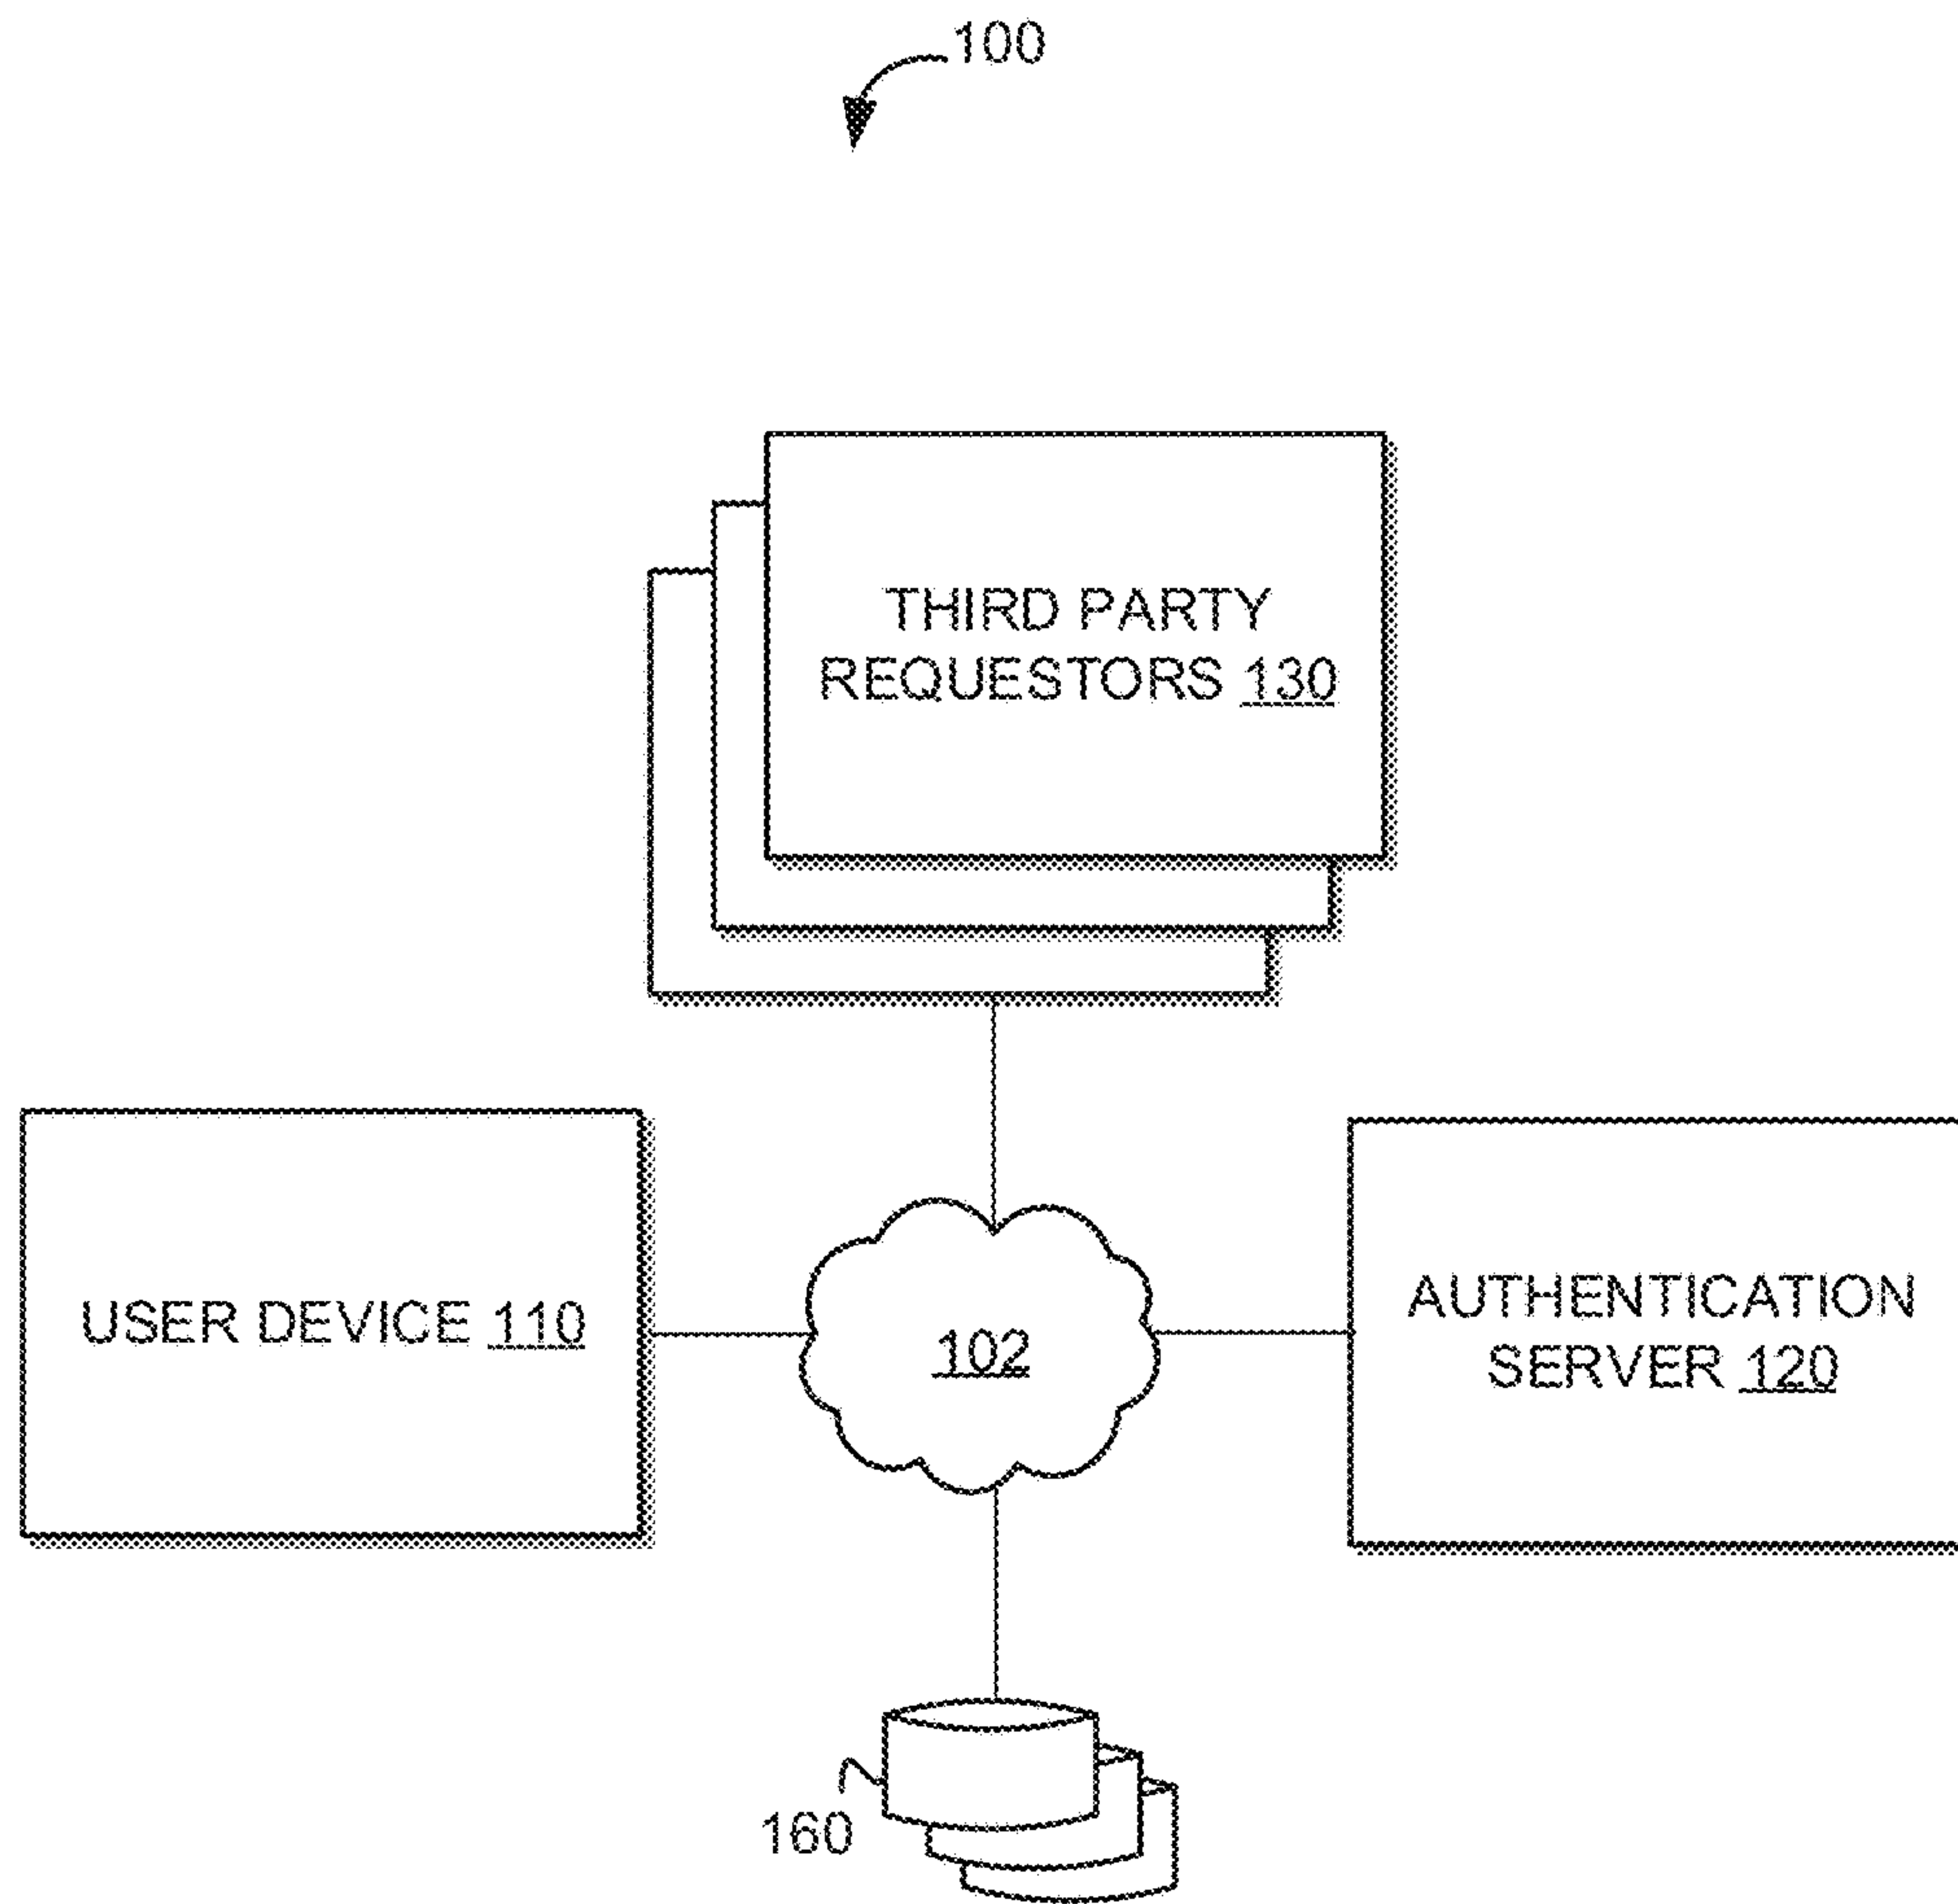 100
THIRD PARTY
REQUESTORS 130
USER DEVICE 110
102
AUTHENTICATION
SERVER 120
160